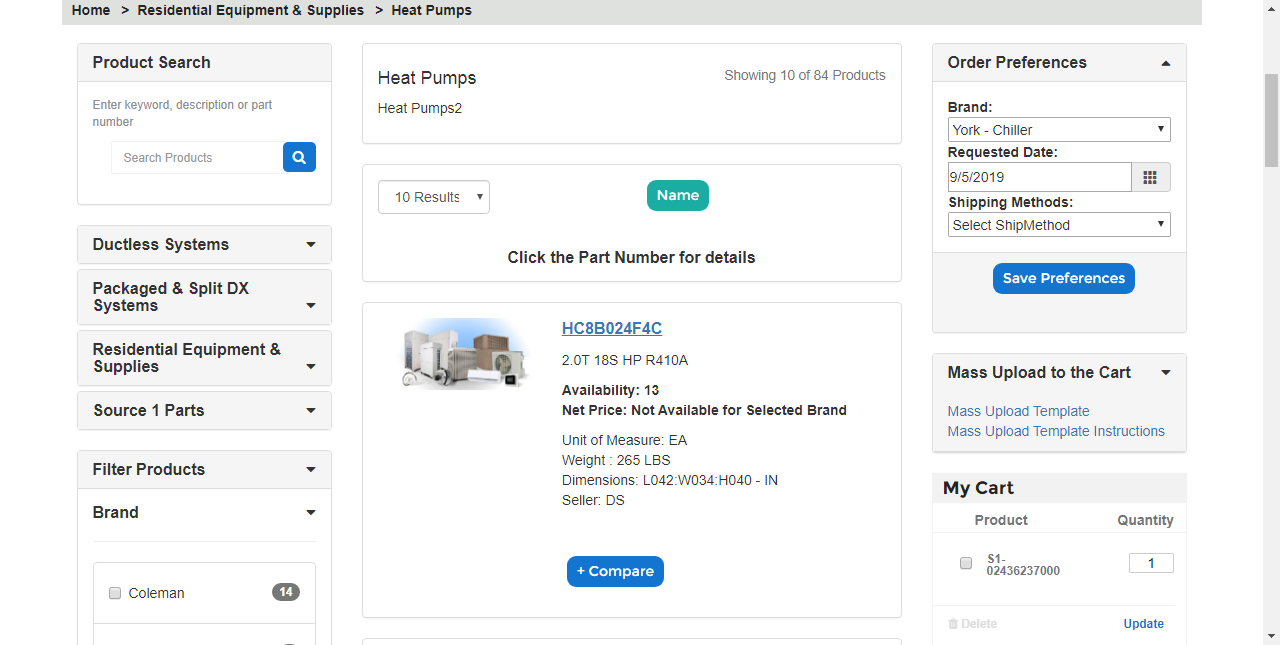 Home > Residential Equipment & Supplies > Heat Pumps
Product Search
Enter keyword, description or part
number
Search Products
Ductless Systems
Packaged & Split DX
Systems
Residential Equipment &
Supplies
Source 1 Parts
Filter Products
Brand
Coleman
14
Heat Pumps
Showing 10 of 84 Products
Heat Pumps2
10 Results
Name
Click the Part Number for details
HC8B024F4C
2.0T 18S HP R410A
Availability: 13
Net Price: Not Available for Selected Brand
Unit of Measure: EA
Weight : 265 LBS
Dimensions: L042:W034:H040 - IN
Seller: DS
+ Compare
Order Preferences
Brand:
York - Chiller
Requested Date:
9/5/2019
Shipping Methods:
Select ShipMethod
Save Preferences
Mass Upload to the Cart
Mass Upload Template
Mass Upload Template Instructions
My Cart
Product Quantity
S1-
02436237000
1
Delete
Update